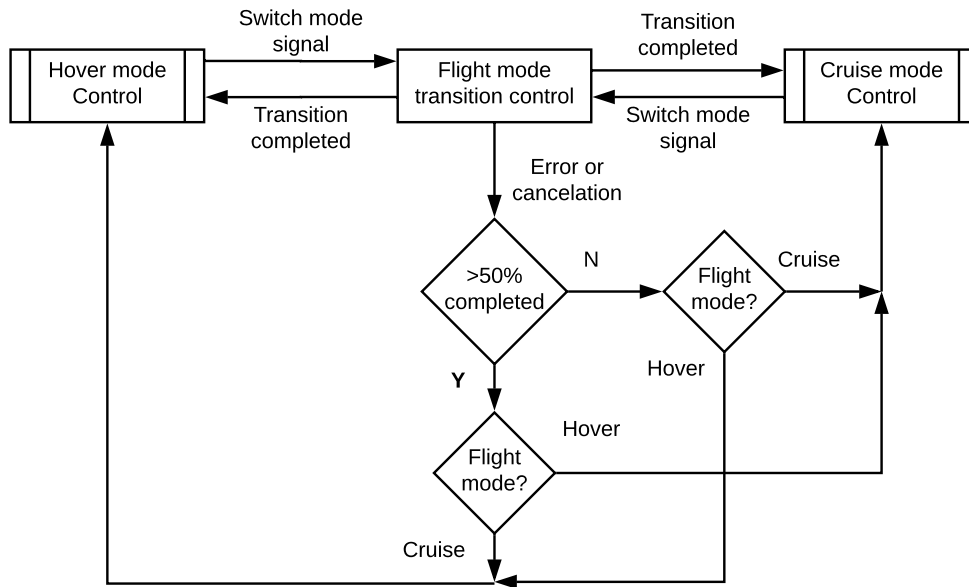 Switch mode
signal
Transition
completed
Hover mode
Control
Flight mode
transition control
Cruise mode
Control
Transition
completed
Switch mode
signal
Error or
cancelation
>50%
completed
N
Flight
mode?
Cruise
Hover
Y
Flight
mode?
Hover
Cruise